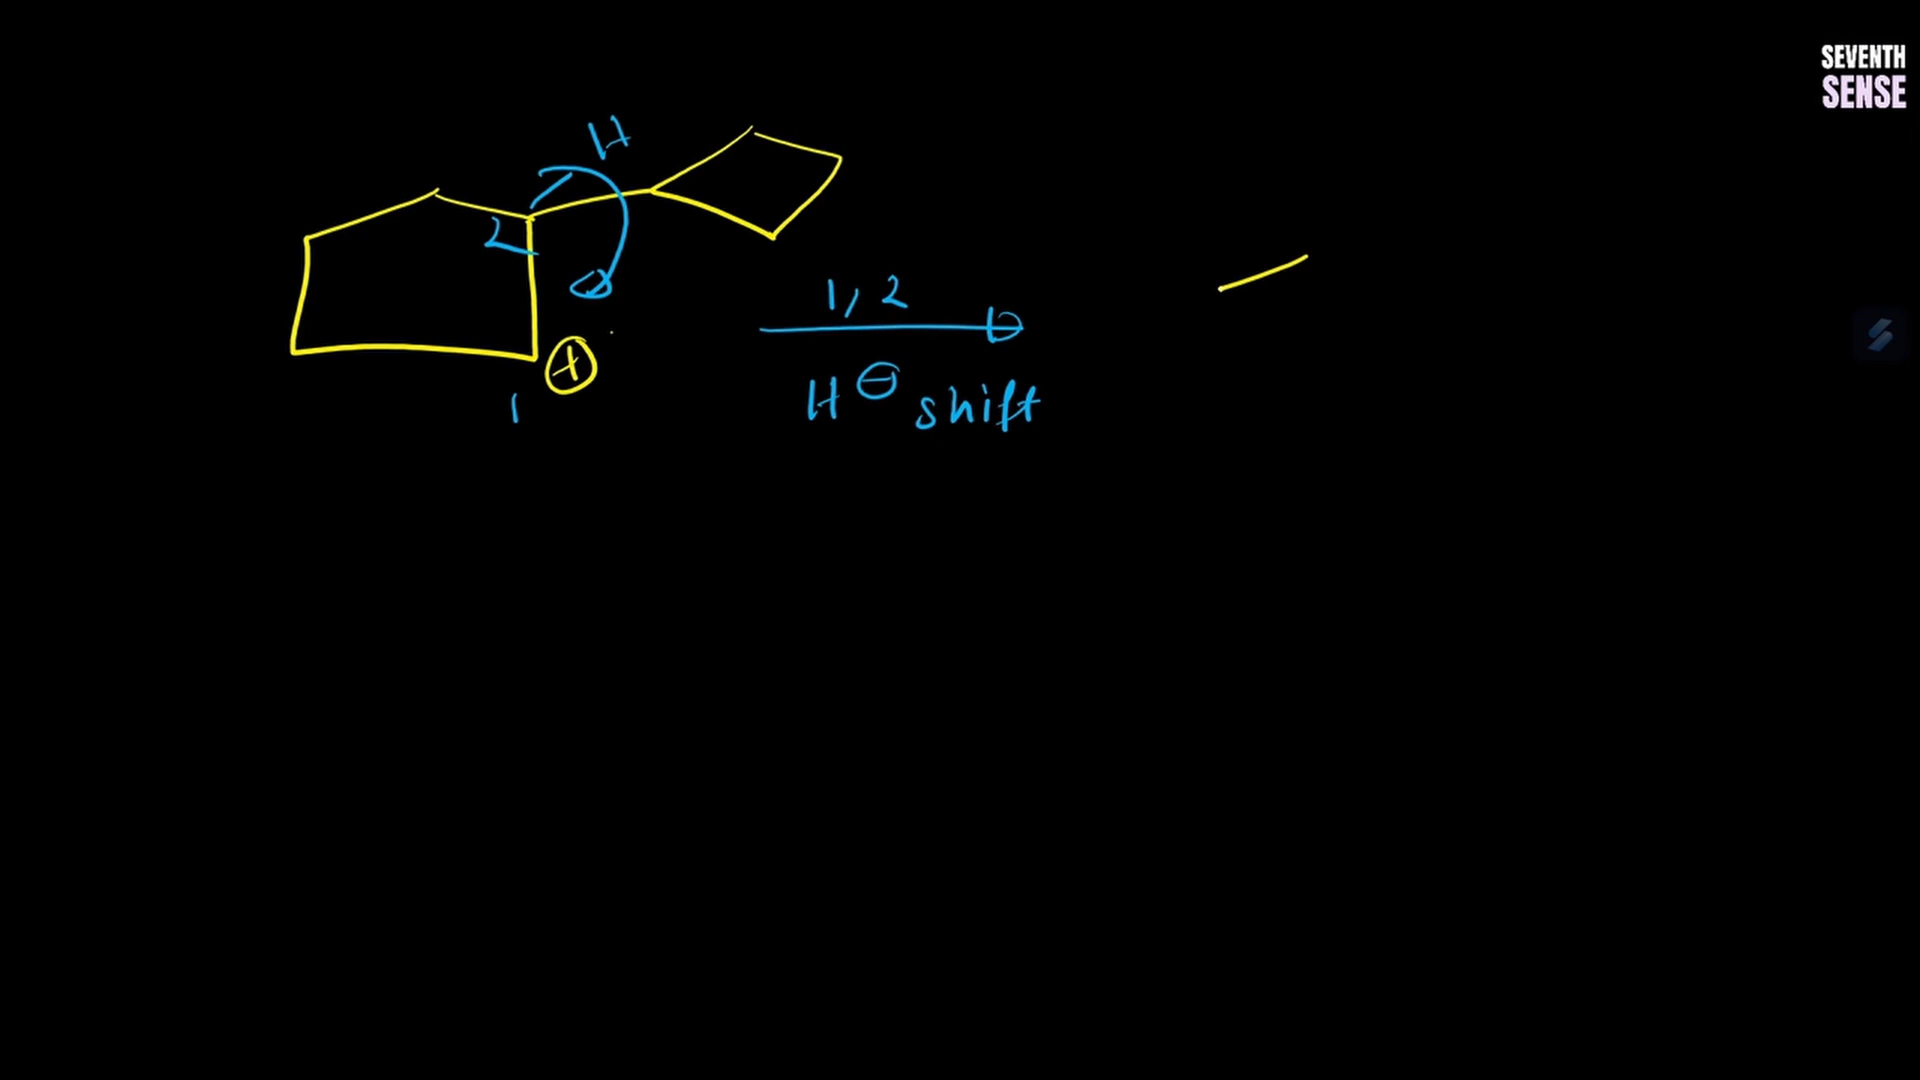 SEVENTH
SENSE
H
2
1, 2
+
H⊖ shift
1